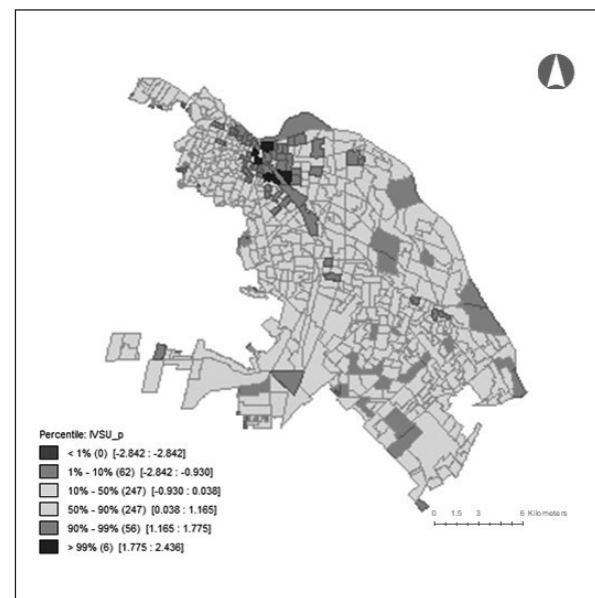 Percentile: IVSU_p
< 1% (0) [-2.842 : -2.842]
1% - 10% (62) [-2.842 : -0.930]
10% - 50% (247) [-0.930 : 0.038]
50% - 90% (247) [0.038 : 1.165]
90% - 99% (56) [1.165 : 1.775]
> 99% (6) [1.775 : 2.436]
0 1.5 3 6 Kilometers